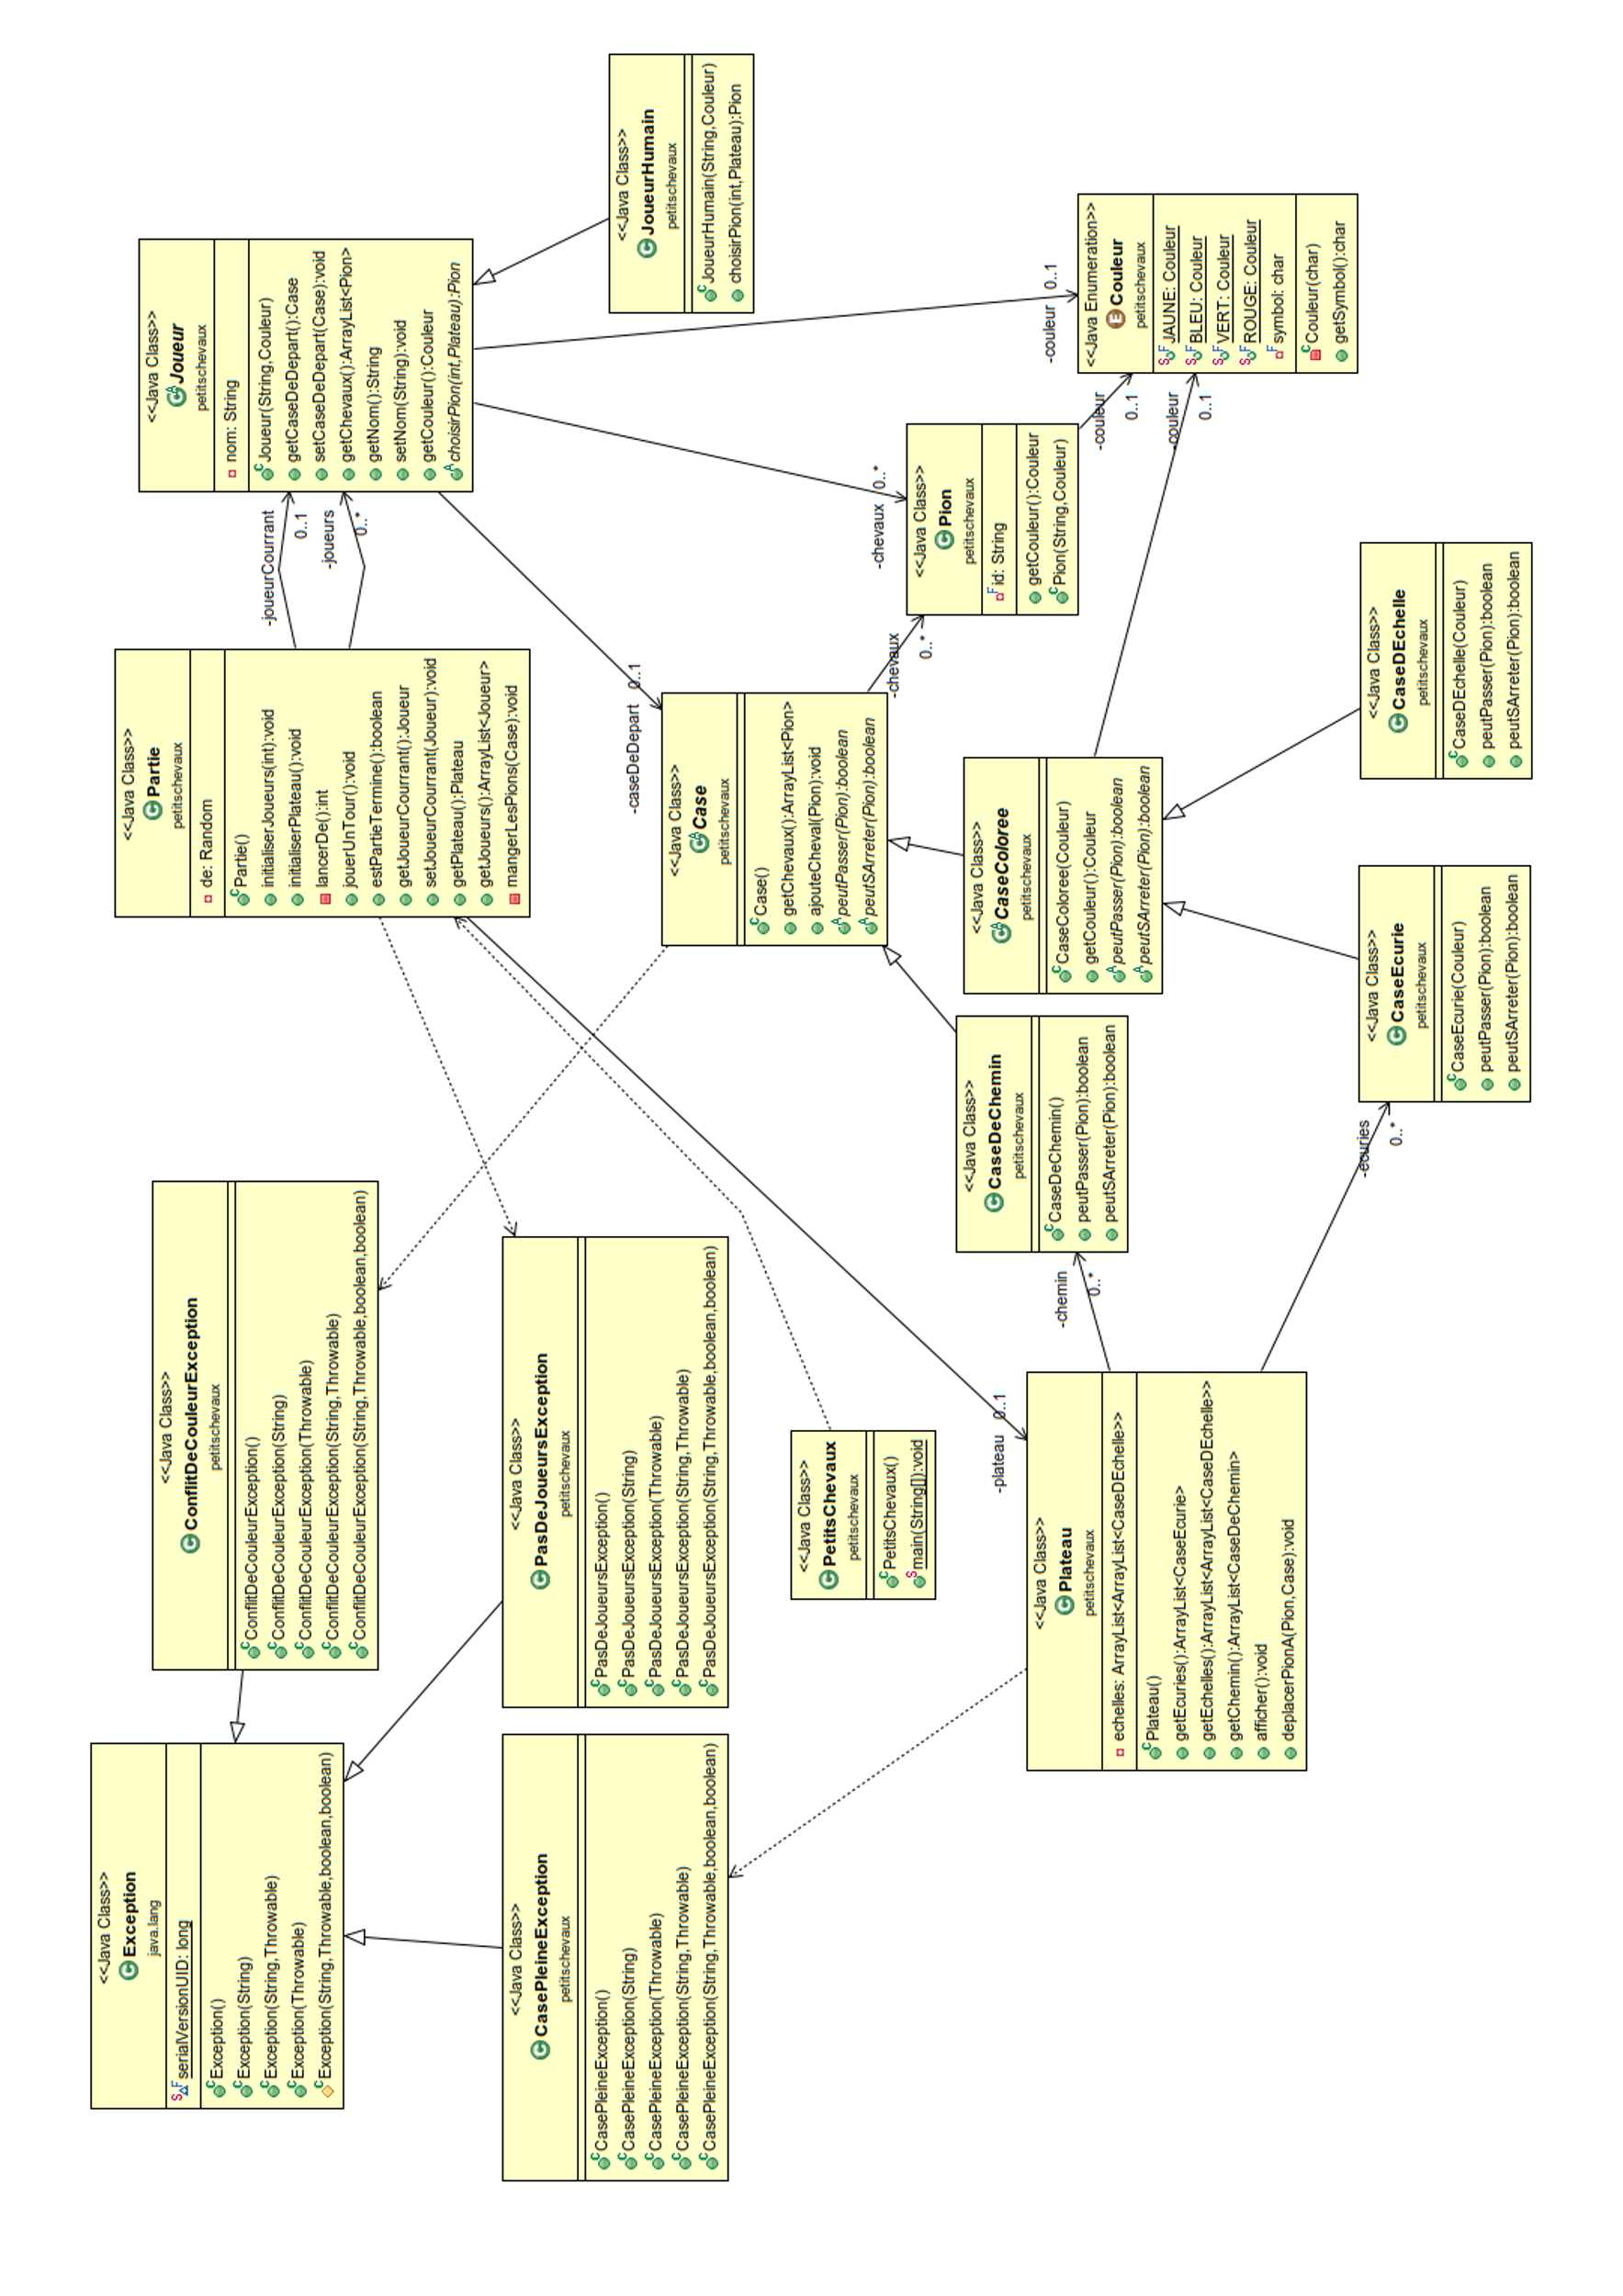 <<Java Class>>
Exception
java.lang
serialVersionUID: long
Exception()
Exception(String)
Exception(String,Throwable)
Exception(Throwable)
Exception(String,Throwable,boolean,boolean)
<<Java Class>>
ConflitDeCouleurException
petitschevaux
ConflitDeCouleurException()
ConflitDeCouleurException(String)
ConflitDeCouleurException(Throwable)
ConflitDeCouleurException(String,Throwable)
ConflitDeCouleurException(String,Throwable,boolean,boolean)
<<Java Class>>
Partie
petitschevaux
de: Random
Partie()
initialiserJoueurs(int):void
initialiserPlateau():void
lancerDe():int
jouerUnTour():void
estPartieTermine():boolean
getJoueurCourrant():Joueur
setJoueurCourrant(Joueur):void
getPlateau():Plateau
getJoueurs():ArrayList<Joueur>
mangerLesPions(Case):void
-joueurCourrant
0..1
-joueurs
0..*
<<Java Class>>
Joueur
petitschevaux
nom: String
Joueur(String,Couleur)
getCaseDeDepart():Case
setCaseDeDepart(Case):void
getChevaux():ArrayList<Pion>
getNom():String
setNom(String):void
getCouleur():Couleur
choisirPion(int,Plateau):Pion
<<Java Class>>
CasePleineException
petitschevaux
CasePleineException()
CasePleineException(String)
CasePleineException(Throwable)
CasePleineException(String,Throwable)
CasePleineException(String,Throwable,boolean,boolean)
<<Java Class>>
PasDeJoueursException
petitschevaux
PasDeJoueursException()
PasDeJoueursException(String)
PasDeJoueursException(Throwable)
PasDeJoueursException(String,Throwable)
PasDeJoueursException(String,Throwable,boolean,boolean)
<<Java Class>>
JoueurHumain
petitschevaux
JoueurHumain(String,Couleur)
choisirPion(int,Plateau):Pion
-caseDeDepart 0..1
<<Java Class>>
Case
petitschevaux
Case()
getChevaux():ArrayList<Pion>
ajouteCheval(Pion):void
peutPasser(Pion):boolean
peutSArreter(Pion):boolean
<<Java Class>>
PetitsChevaux
petitschevaux
PetitsChevaux()
main(String[]):void
-chevaux 0..*
-chevaux
0..*
<<Java Class>>
Pion
petitschevaux
id: String
getCouleur():Couleur
Pion(String,Couleur)
<<Java Class>>
CaseDeChemin
petitschevaux
CaseDeChemin()
peutPasser(Pion):boolean
peutSArreter(Pion):boolean
<<Java Class>>
CaseColoree
petitschevaux
CaseColoree(Couleur)
getCouleur():Couleur
peutPasser(Pion):boolean
peutSArreter(Pion):boolean
-plateau 0..1
-chemin
0..*
-couleur 0..1
<<Java Class>>
Plateau
petitschevaux
echelles: ArrayList<ArrayList<CaseDEchelle>>
Plateau()
getEcuries():ArrayList<CaseEcurie>
getEchelles():ArrayList<ArrayList<CaseDEchelle>>
getChemin():ArrayList<CaseDeChemin>
afficher():void
deplacerPionA(Pion,Case):void
-couleur
0..1
-couleur
0..1
<<Java Enumeration>>
Couleur
petitschevaux
JAUNE: Couleur
BLEU: Couleur
VERT: Couleur
ROUGE: Couleur
symbol: char
Couleur(char)
getSymbol():char
-ecuries
0..*
<<Java Class>>
CaseEcurie
petitschevaux
CaseEcurie(Couleur)
peutPasser(Pion):boolean
peutSArreter(Pion):boolean
<<Java Class>>
CaseDEchelle
petitschevaux
CaseDEchelle(Couleur)
peutPasser(Pion):boolean
peutSArreter(Pion):boolean